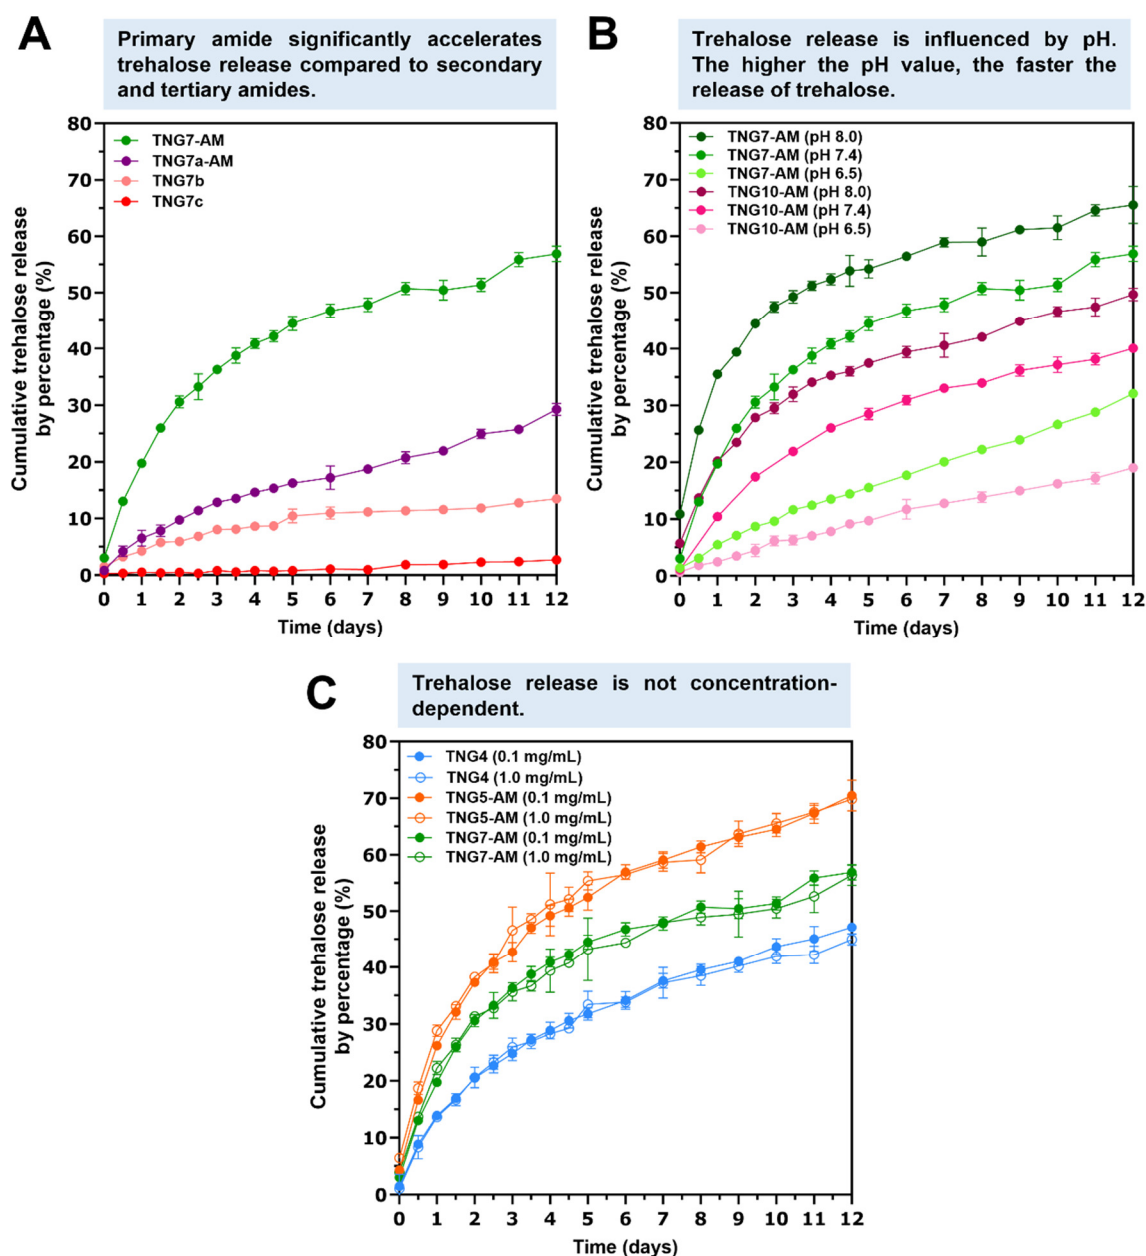 A
Primary amide significantly accelerates
trehalose release compared to secondary
and tertiary amides.
80
70
60
50
40
30
20
10
0
Cumulative trehalose release
by percentage (%)
TNG7-AM
TNG7a-AM
TNG7b
TNG7c
0 1 2 3 4 5 6 7 8 9 10 11 12
Time (days)
B
Trehalose release is influenced by pH.
The higher the pH value, the faster the
release of trehalose.
80
70
60
50
40
30
20
10
0
Cumulative trehalose release
by percentage (%)
TNG7-AM (pH 8.0)
TNG7-AM (pH 7.4)
TNG7-AM (pH 6.5)
TNG10-AM (pH 8.0)
TNG10-AM (pH 7.4)
TNG10-AM (pH 6.5)
0 1 2 3 4 5 6 7 8 9 10 11 12
Time (days)
C
Trehalose release is not concentration-
dependent.
80
70
60
50
40
30
20
10
0
Cumulative trehalose release
by percentage (%)
TNG4 (0.1 mg/mL)
TNG4 (1.0 mg/mL)
TNG5-AM (0.1 mg/mL)
TNG5-AM (1.0 mg/mL)
TNG7-AM (0.1 mg/mL)
TNG7-AM (1.0 mg/mL)
0 1 2 3 4 5 6 7 8 9 10 11 12
Time (days)